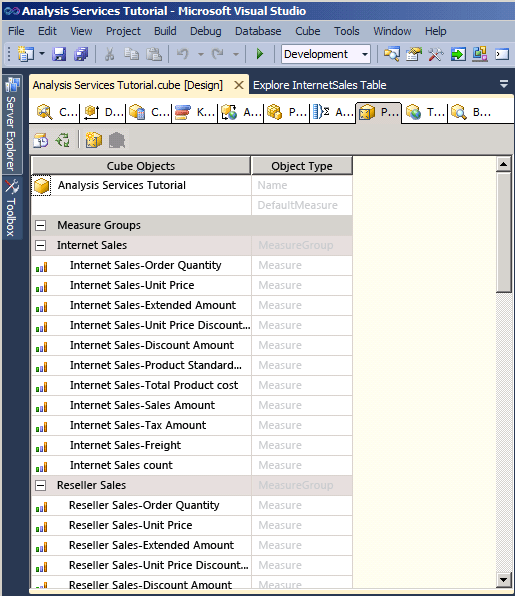 Analysis Services Tutorial - Microsoft Visual Studio
File Edit View Project Build Debug Database Cube Tools Window
Development
Analysis Services Tutorial.cube [Design] Explore InternetSales Table
C... D... C... K... A... P... A... P... T... B...
Server Explorer
Toolbox
Cube Objects Object Type
Analysis Services Tutorial Name
DefaultMeasure
Measure Groups
Internet Sales MeasureGroup
Internet Sales-Order Quantity Measure
Internet Sales-Unit Price Measure
Internet Sales-Extended Amount Measure
Internet Sales-Unit Price Discount... Measure
Internet Sales-Discount Amount Measure
Internet Sales-Product Standard... Measure
Internet Sales-Total Product cost Measure
Internet Sales-Sales Amount Measure
Internet Sales-Tax Amount Measure
Internet Sales-Freight Measure
Internet Sales count Measure
Reseller Sales MeasureGroup
Reseller Sales-Order Quantity Measure
Reseller Sales-Unit Price Measure
Reseller Sales-Extended Amount Measure
Reseller Sales-Unit Price Discount... Measure
Reseller Sales-Discount Amount Measure